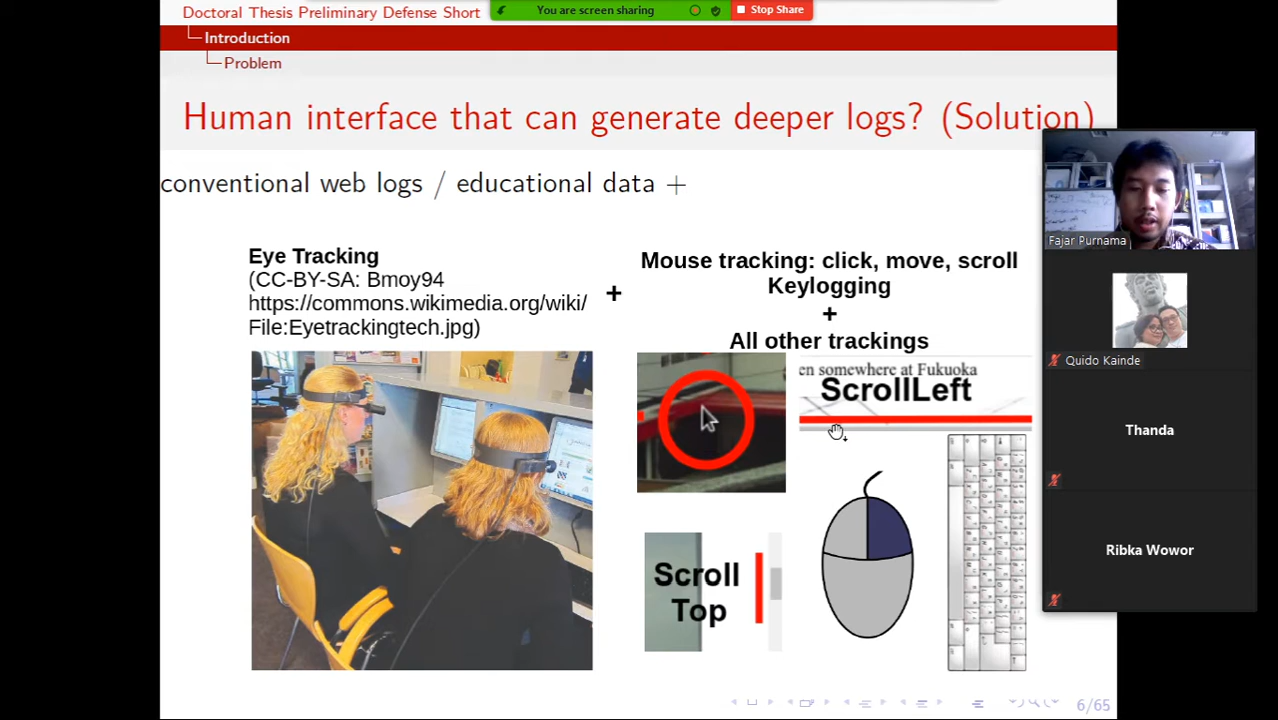 Doctoral Thesis Preliminary Defense Short
You are screen sharing
Stop Share
Introduction
Problem
Human interface that can generate deeper logs? (Solution)
conventional web logs / educational data +
Eye Tracking
(CC-BY-SA: Bmoy94
https://commons.wikimedia.org/wiki/
File:Eyetrackingtech.jpg)
+
Mouse tracking: click, move, scroll
Keylogging
+
All other trackings
en somewhere at Fukuoka
ScrollLeft
Scroll
Top
6/65
Fajar Purnama
Quido Kainde
Thanda
Ribka Wowor